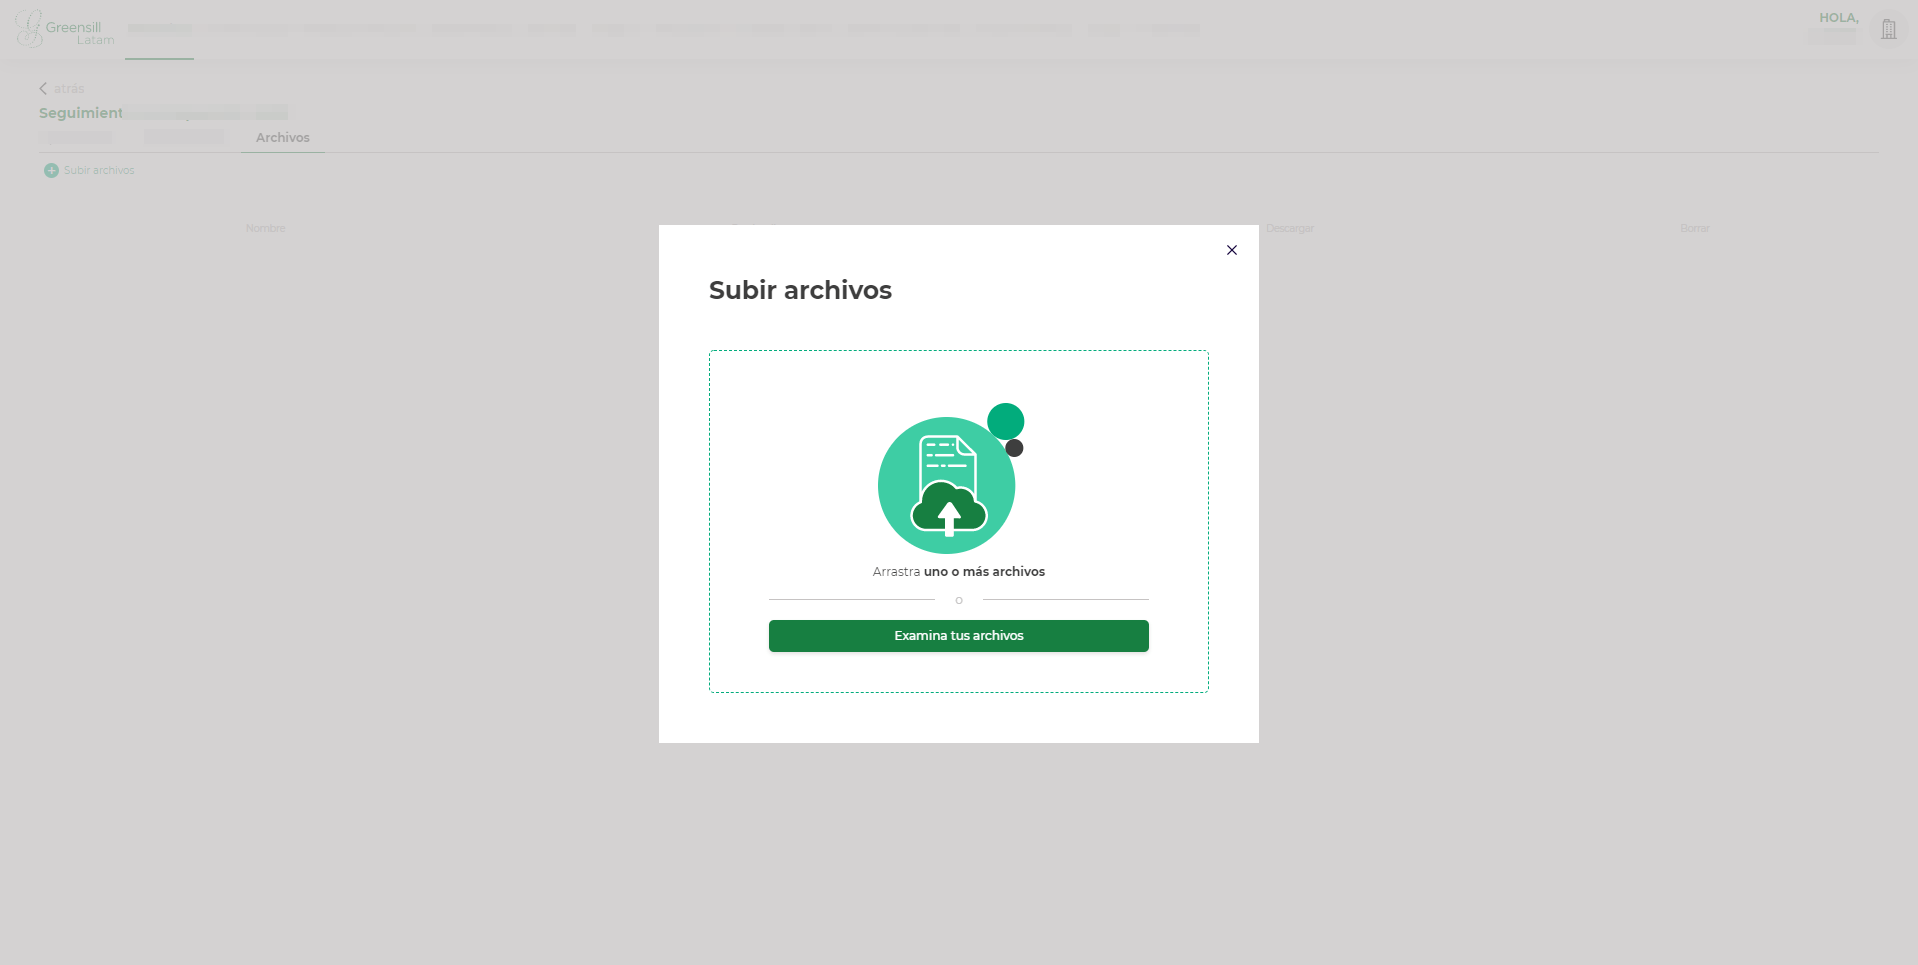 Greensill
Latam
HOLA,
atrás
Seguimient
Archivos
Subir archivos
Nombre
Descargar
Borrar
Subir archivos
Arrastra uno o más archivos
o
Examina tus archivos